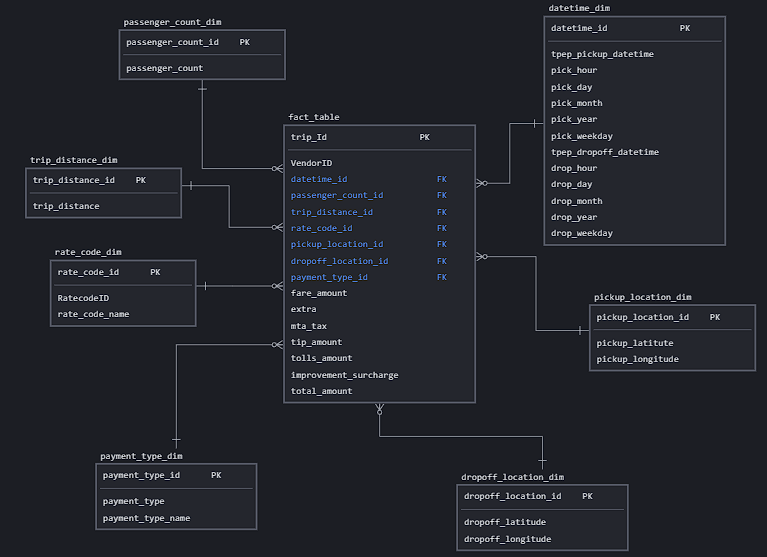 passenger_count_dim
passenger_count_id PK
passenger_count
datetime_dim
datetime_id PK
tpep_pickup_datetime
pick_hour
pick_day
pick_month
pick_year
pick_weekday
tpep_dropoff_datetime
drop_hour
drop_day
drop_month
drop_year
drop_weekday
fact_table
trip_Id PK
VendorID
datetime_id FK
passenger_count_id FK
trip_distance_id FK
rate_code_id FK
pickup_location_id FK
dropoff_location_id FK
payment_type_id FK
fare_amount
extra
mta_tax
tip_amount
tolls_amount
improvement_surcharge
total_amount
trip_distance_dim
trip_distance_id PK
trip_distance
rate_code_dim
rate_code_id PK
RatecodeID
rate_code_name
pickup_location_dim
pickup_location_id PK
pickup_latitute
pickup_longitude
payment_type_dim
payment_type_id PK
payment_type
payment_type_name
dropoff_location_dim
dropoff_location_id PK
dropoff_latitude
dropoff_longitude